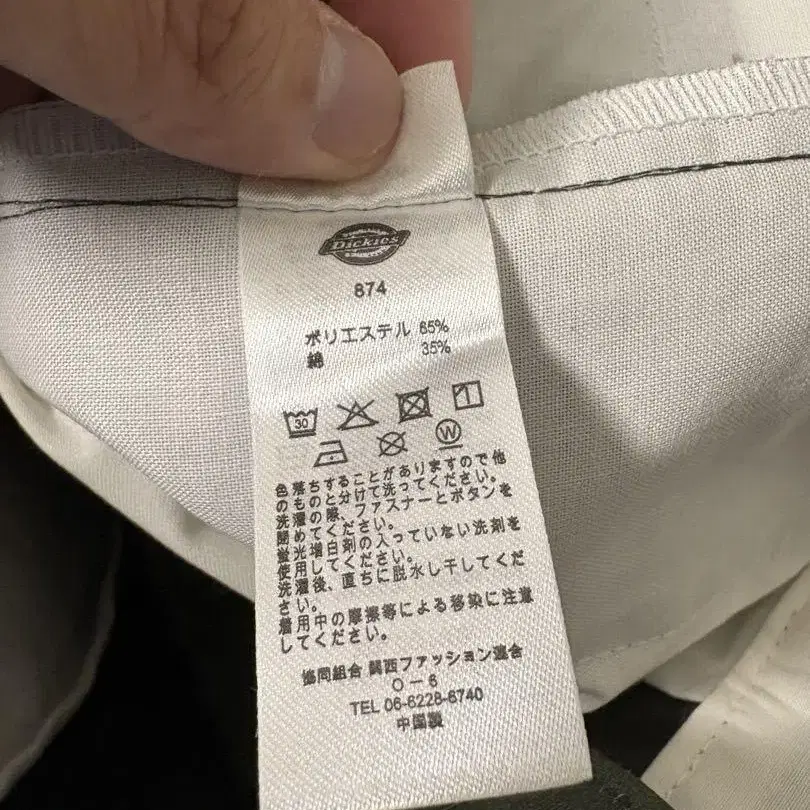 Dickies
874
ポリエステル 65%
綿 35%
30
W
色落ちすることがありますので他
のものと分けて洗ってください。
洗濯の際、ファスナーとボタンを
閉めてください。
蛍光増白剤の入っていない洗剤を
使用してください。
洗濯後、直ちに脱水し干してくだ
さい。
着用中の摩擦等による移染に注意
してください。
協同組合 関西ファッション連合
O-6
TEL 06-6228-6740
中国製